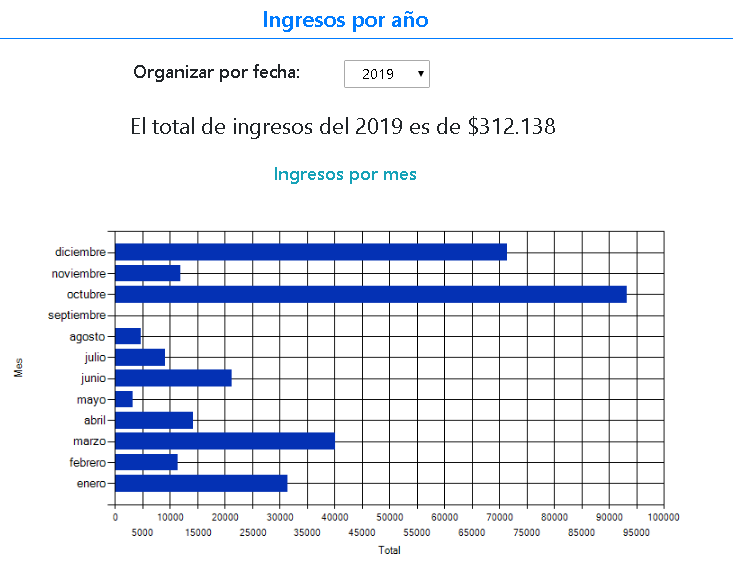 Ingresos por año
Organizar por fecha: 2019
El total de ingresos del 2019 es de $312.138
Ingresos por mes
diciembre
noviembre
octubre
septiembre
agosto
julio
junio
mayo
abril
marzo
febrero
enero
Mes
0 10000 20000 30000 40000 50000 60000 70000 80000 90000 100000
5000 15000 25000 35000 45000 55000 65000 75000 85000 95000
Total